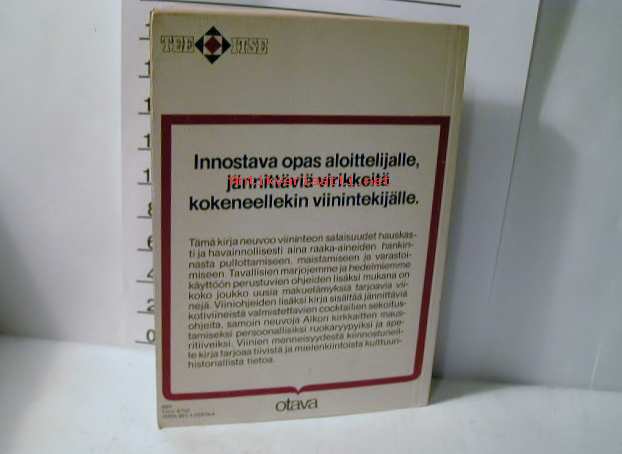 TEE ITSE
Innostava opas aloittelijalle,
jännittäviä virikkeitä
kokeneellekin viinintekijälle.
Tämä kirja neuvoo viininteon salaisuudet hauskas-
ti ja havainnollisesti aina raaka-aineiden hankin-
nasta pullottamiseen, maistamiseen ja varastoi-
miseen. Tavallisten marjojemme ja hedelmiemme
käyttöön perustuvien ohjeiden lisäksi mukana on
koko joukko uusia makuelämyksiä tarjoavia vii-
nejä. Viiniohjeiden lisäksi kirja sisältää jännittäviä
kotiviineistä valmistettavien cocktailien sekoitus-
ohjeita, samoin neuvoja Alkon kirkkaitten maus-
tamiseksi persoonallisiksi ruokaryypyiksi ja ape-
ritiiveiksi. Viinien menneisyydestä kiinnostuneil-
le kirja tarjoaa tiivistä ja mielenkiintoista kulttuuri-
historiallista tietoa.
otava